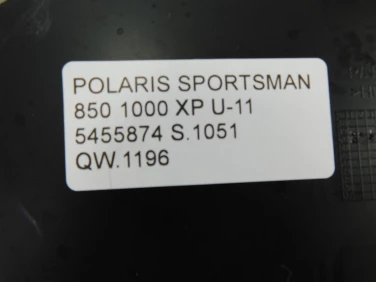 POLARIS SPORTSMAN
850 1000 XP U-11
5455874 S.1051
QW.1196